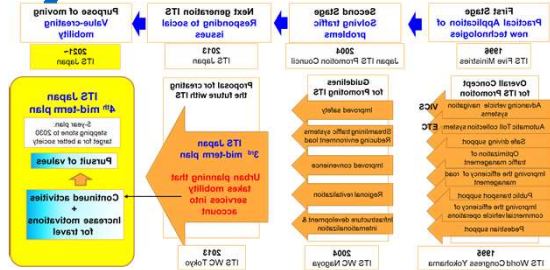 First Stage
Practical Application of
new technologies
1996
ITS Five Ministries
Overall Concept
for ITS Promotion
VICS
Advancing vehicle navigation
systems
ETC
Automatic Toll collection system
Safe driving support
Optimization of
traffic management
Improving the efficiency of road
management
Public transport support
Improving the efficiency of
commercial vehicle operations
Pedestrian support
1995
ITS World Congress Yokohama
Second Stage
Solving Traffic
problems
2004
ITS Japan Promotion Council
Guidelines
for Promoting ITS
Improved safety
Streamlining traffic systems
Reducing environment load
Improved convenience
Regional revitalization
Infrastructure development &
internationalization
2004
ITS WC Nagoya
Next generation ITS
Responding to social
issues
2013
ITS Japan
Proposal for creating
the future with ITS
ITS Japan
3rd mid-term plan
Urban planning that
takes mobility
services into
account
2013
ITS WC Tokyo
Purpose of moving
Value-creating
mobility
2021~
ITS Japan
ITS Japan
4th mid-term plan
5-year plan:
stepping stone to 2030
target for a better society
Pursuit of values
Continued activities
+
Increase motivations
for travel